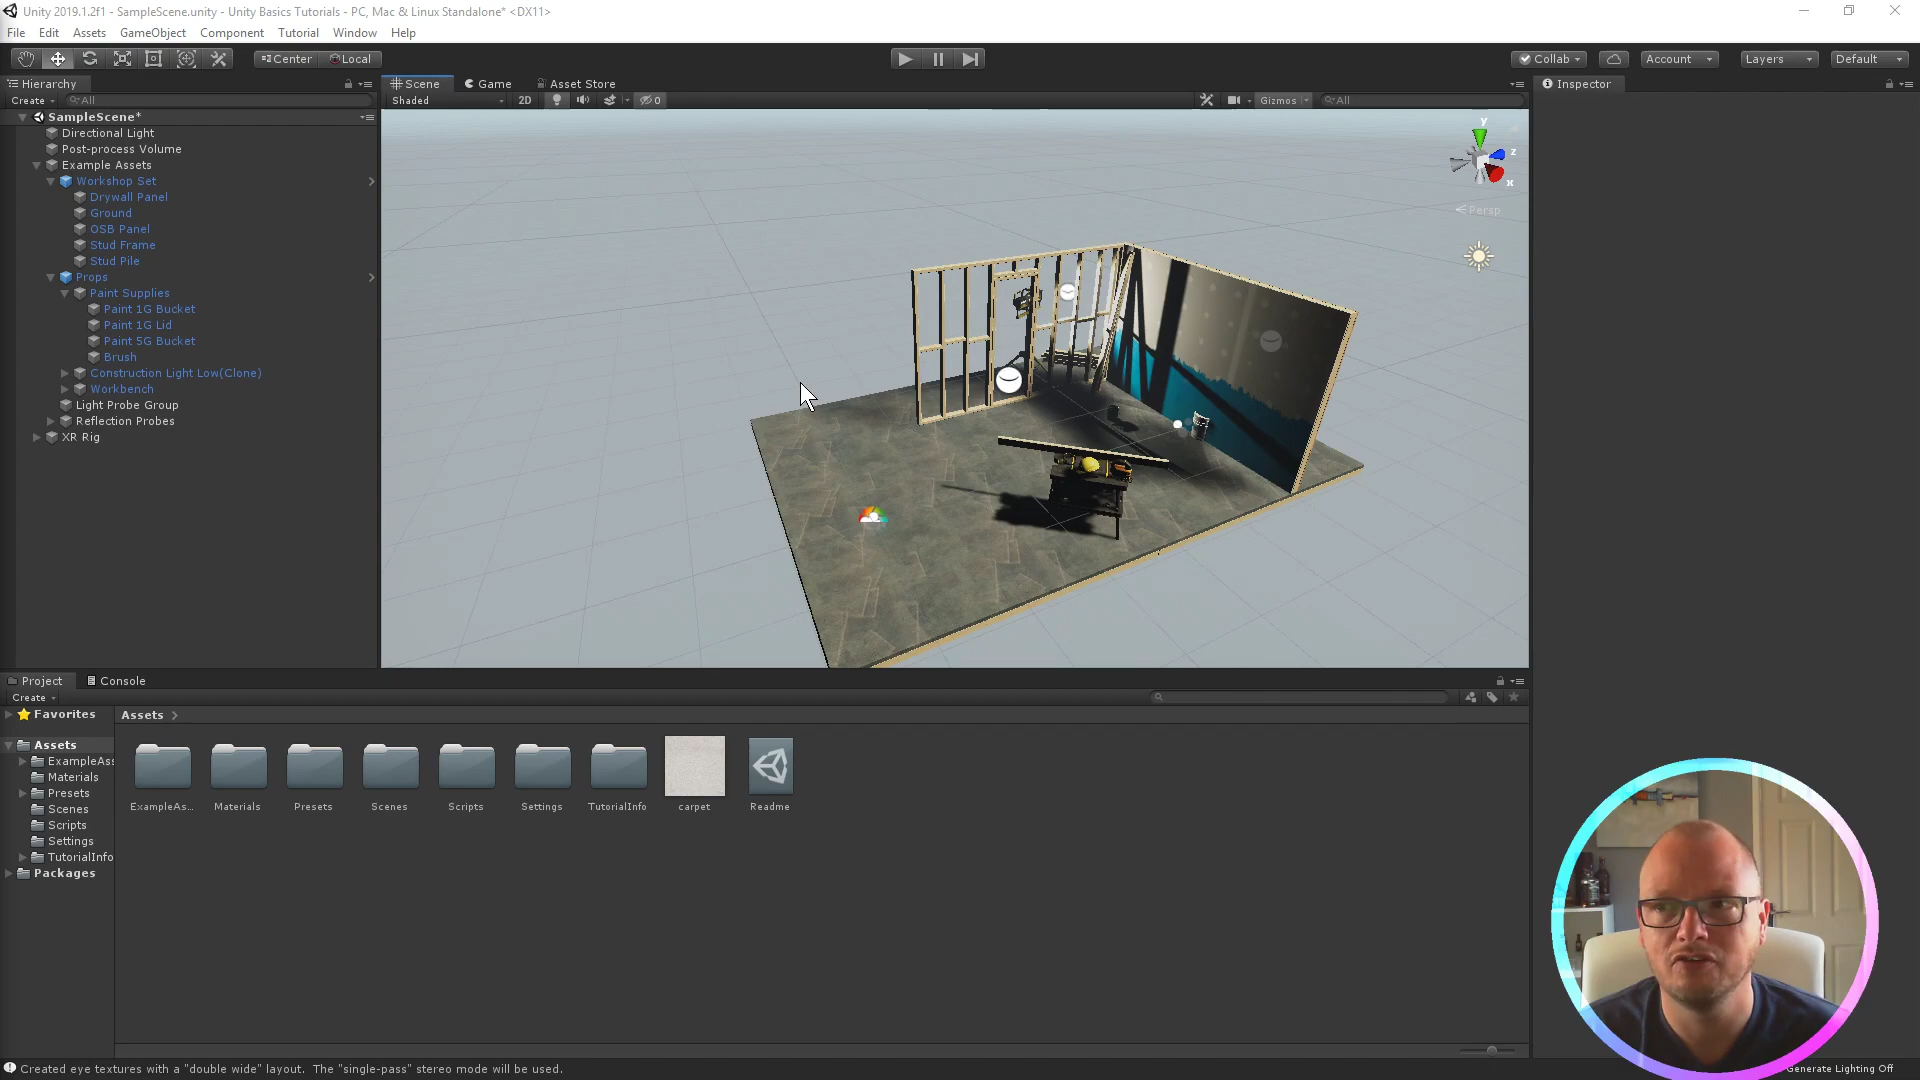 Unity 2019.1.2f1 - SampleScene.unity - Unity Basics Tutorials - PC, Mac & Linux Standalone* <DX11>
File Edit Assets GameObject Component Tutorial Window Help
Center Local Collab Account Layers Default
Hierarchy
Create All
SampleScene*
Directional Light
Post-process Volume
Example Assets
Workshop Set
Drywall Panel
Ground
OSB Panel
Stud Frame
Stud Pile
Props
Paint Supplies
Paint 1G Bucket
Paint 1G Lid
Paint 5G Bucket
Brush
Construction Light Low(Clone)
Workbench
Light Probe Group
Reflection Probes
XR Rig
Scene Game Asset Store
Shaded 2D 0 Gizmos All
y
z
x
Persp
Inspector
Project Console
Create
Favorites
Assets
ExampleAss
Materials
Presets
Scenes
Scripts
Settings
TutorialInfo
Packages
Assets
ExampleAs... Materials Presets Scenes Scripts Settings TutorialInfo carpet Readme
Created eye textures with a "double wide" layout. The "single-pass" stereo mode will be used.
Generate Lighting Off